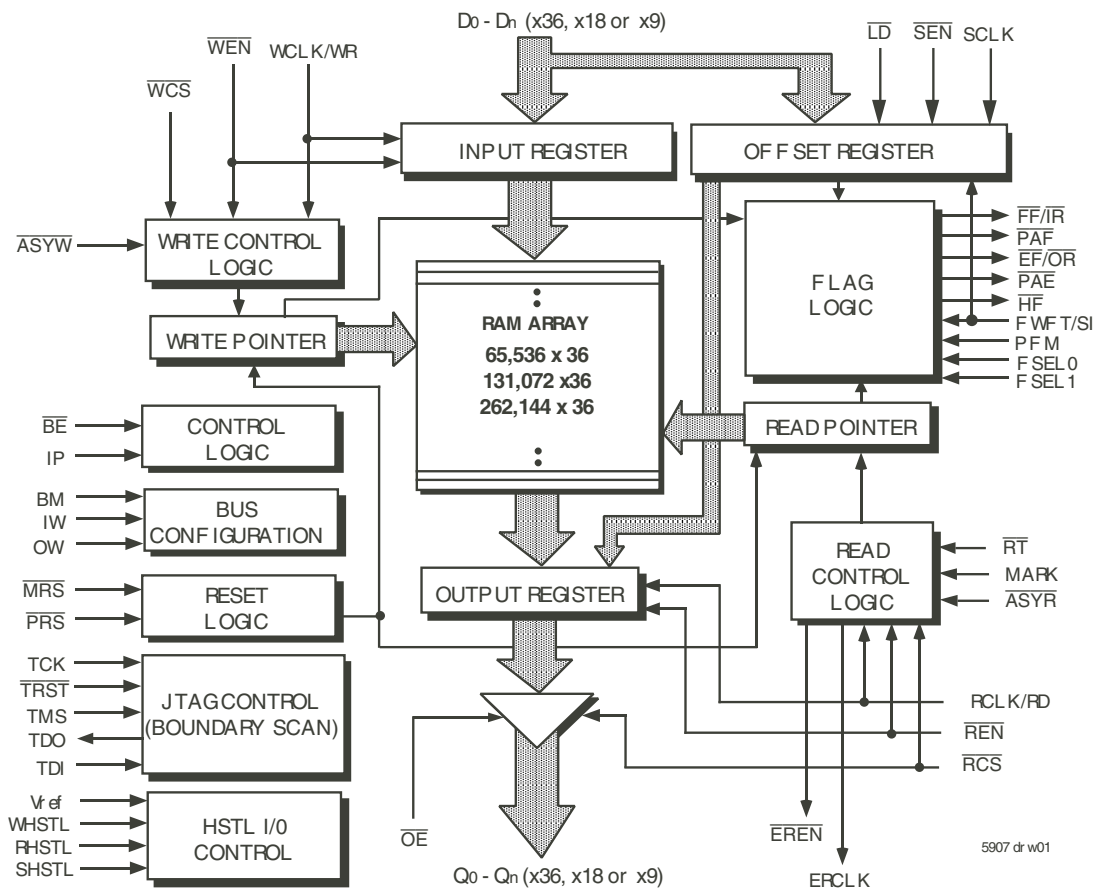 D0 - Dn (x36, x18 or x9)
LD SEN SCLK
WEN WCLK/WR
WCS
INPUT REGISTER
OFFSET REGISTER
ASYW
WRITE CONTROL
LOGIC
FLAG
LOGIC
FF/IR
PAF
EF/OR
PAE
HF
FWFT/SI
PFM
FSEL0
FSEL1
WRITE POINTER
RAM ARRAY
65,536 x 36
131,072 x36
262,144 x 36
READ POINTER
BE
IP
CONTROL
LOGIC
BM
IW
OW
BUS
CONFIGURATION
READ
CONTROL
LOGIC
RT
MARK
ASYR
MRS
PRS
RESET
LOGIC
OUTPUT REGISTER
TCK
TRST
TMS
TDO
TDI
JTAG CONTROL
(BOUNDARY SCAN)
RCLK/RD
REN
RCS
OE
Vref
WHSTL
RHSTL
SHSTL
HSTL I/0
CONTROL
EREN
ERCLK
5907 drw01
Q0 - Qn (x36, x18 or x9)